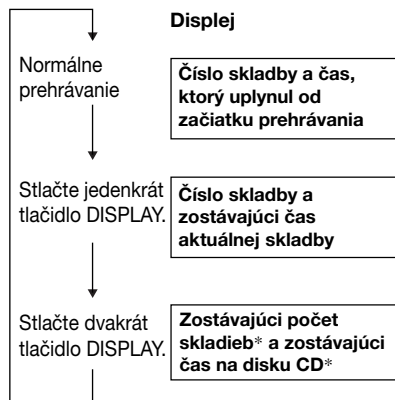 Displej
Normálne
prehrávanie
Číslo skladby a čas,
ktorý uplynul od
začiatku prehrávania
Stlačte jedenkrát
tlačidlo DISPLAY.
Číslo skladby a
zostávajúci čas
aktuálnej skladby
Stlačte dvakrát
tlačidlo DISPLAY.
Zostávajúci počet
skladieb* a zostávajúci
čas na disku CD*